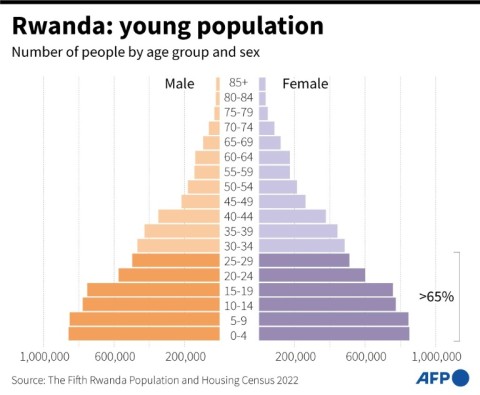 Rwanda: young population
Number of people by age group and sex
Male
Female
85+
80-84
75-79
70-74
65-69
60-64
55-59
50-54
45-49
40-44
35-39
30-34
25-29
20-24
15-19
10-14
5-9
0-4
>65%
1,000,000 600,000 200,000 200,000 600,000 1,000,000
Source: The Fifth Rwanda Population and Housing Census 2022
AFP